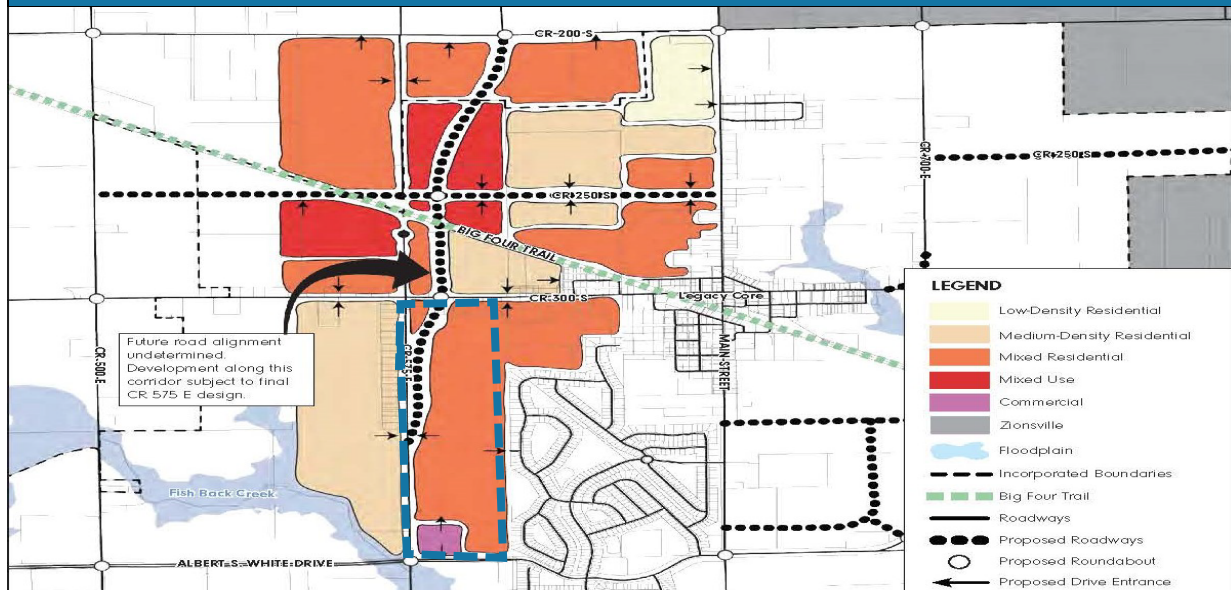 CR-200-S
CR-250-S
CR-250-S
CR-700-E
BIG FOUR TRAIL
CR-300-S
Legacy Core
MAIN-STREET
CR-500-E
CR-575-E
Future road alignment
undetermined.
Development along this
corridor subject to final
CR 575 E design.
Fish Back Creek
ALBERT S. WHITE DRIVE
LEGEND
Low-Density Residential
Medium-Density Residential
Mixed Residential
Mixed Use
Commercial
Zionsville
Floodplain
Incorporated Boundaries
Big Four Trail
Roadways
Proposed Roadways
Proposed Roundabout
Proposed Drive Entrance